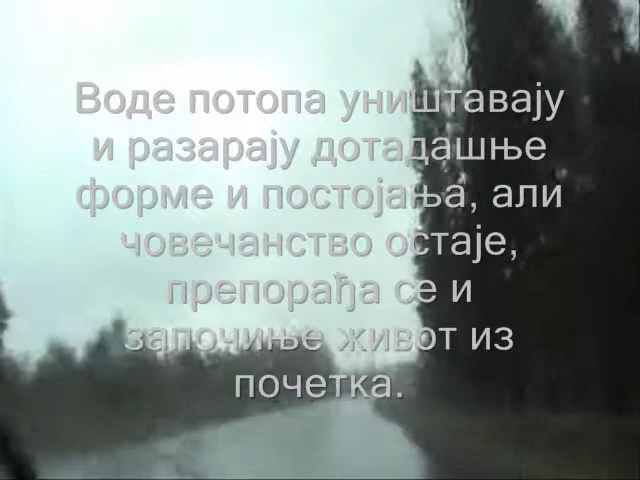 Воде потопа уништавају
и разарају дотадашње
форме и постојања, али
човечанство остаје,
препорађа се и
започиње живот из
почетка.